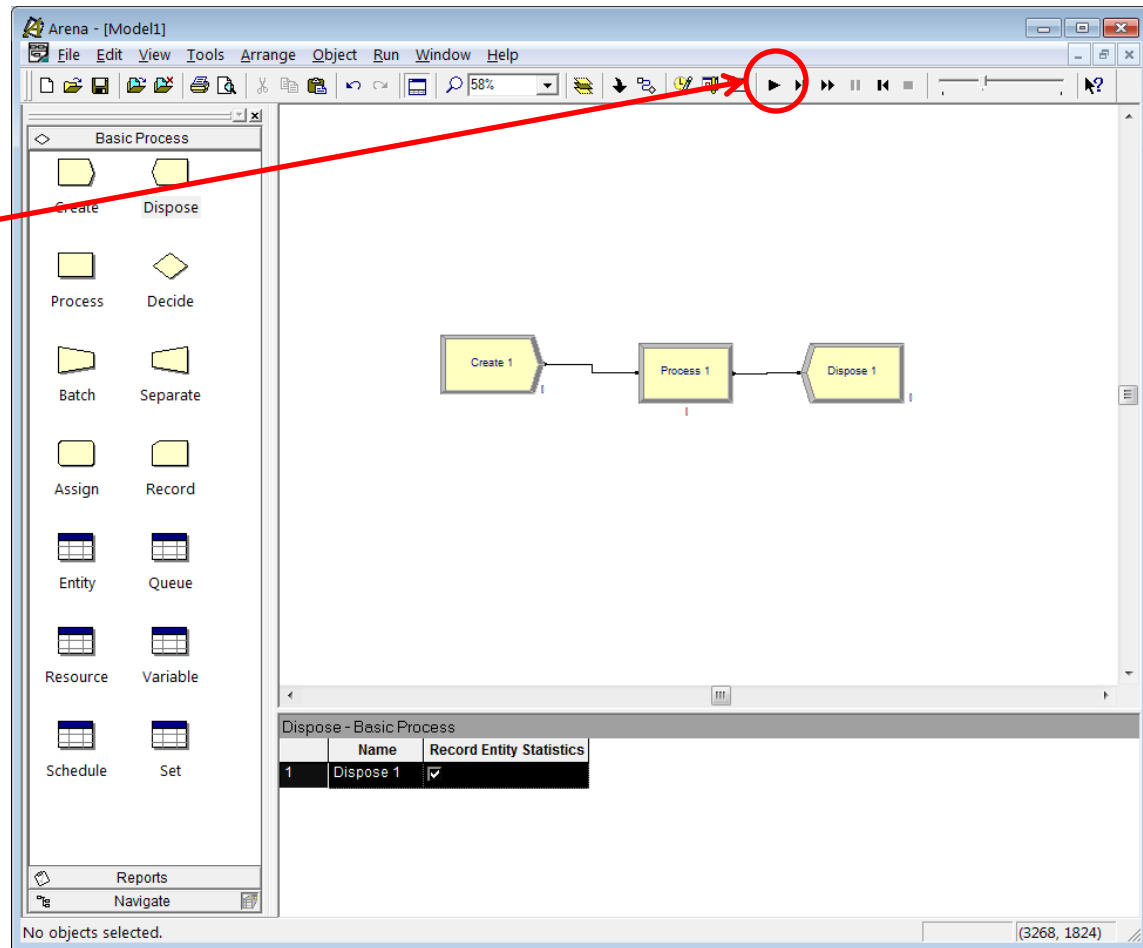 Arena - [Model1]
File Edit View Tools Arrange Object Run Window Help
58%
Basic Process
Create Dispose
Process Decide
Batch Separate
Assign Record
Entity Queue
Resource Variable
Schedule Set
Reports
Navigate
Create 1
Process 1
Dispose 1
Dispose - Basic Process
Name Record Entity Statistics
1 Dispose 1
No objects selected.
(3268, 1824)